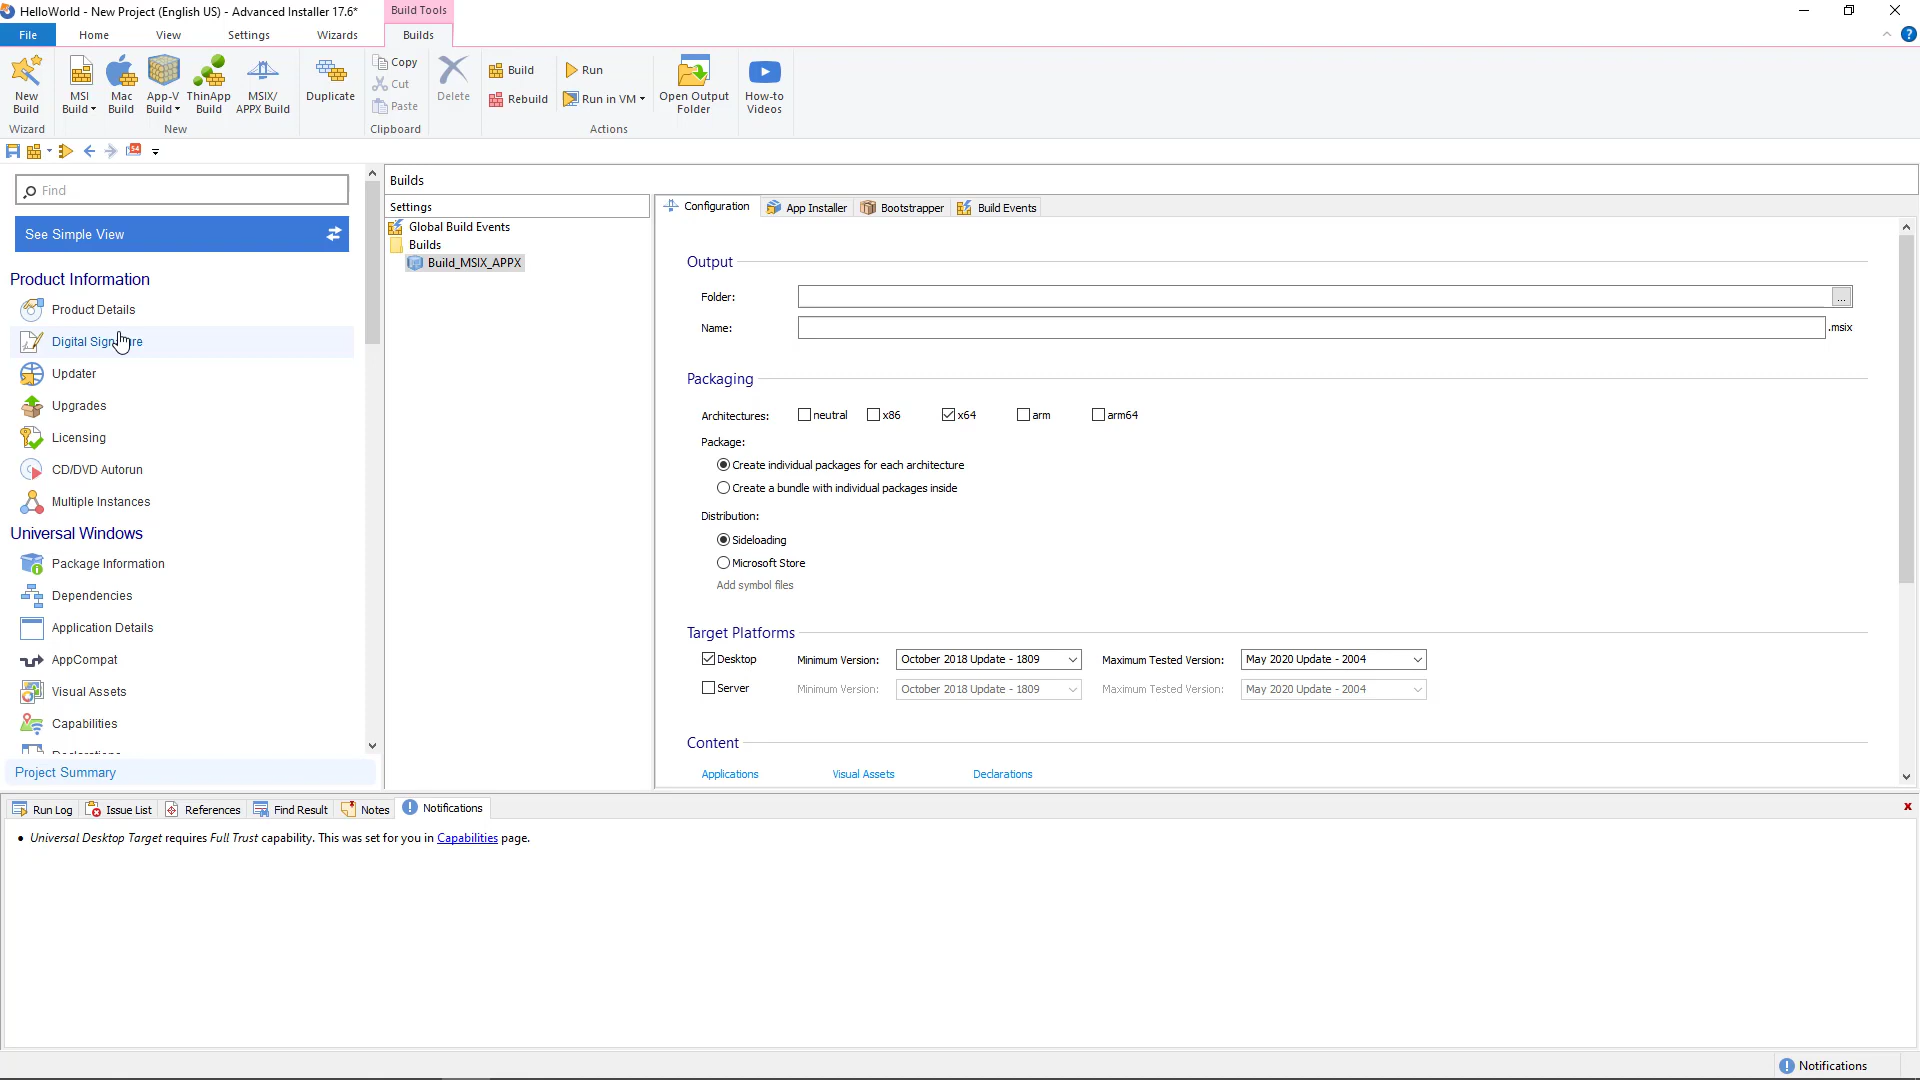 HelloWorld - New Project (English US) - Advanced Installer 17.6*
Build Tools
File
Home
View
Settings
Wizards
Builds
New Build
MSI Build
Mac Build
App-V Build
ThinApp Build
MSIX/ APPX Build
Duplicate
Copy
Cut
Paste
Delete
Build
Rebuild
Run
Run in VM
Open Output Folder
How-to Videos
Wizard
New
Clipboard
Actions
54
Find
See Simple View
Product Information
Product Details
Digital Signature
Updater
Upgrades
Licensing
CD/DVD Autorun
Multiple Instances
Universal Windows
Package Information
Dependencies
Application Details
AppCompat
Visual Assets
Capabilities
Declarations
Project Summary
Builds
Settings
Global Build Events
Builds
Build_MSIX_APPX
Configuration
App Installer
Bootstrapper
Build Events
Output
Folder:
...
Name:
.msix
Packaging
Architectures:
neutral
x86
x64
arm
arm64
Package:
Create individual packages for each architecture
Create a bundle with individual packages inside
Distribution:
Sideloading
Microsoft Store
Add symbol files
Target Platforms
Desktop
Minimum Version:
October 2018 Update - 1809
Maximum Tested Version:
May 2020 Update - 2004
Server
Minimum Version:
October 2018 Update - 1809
Maximum Tested Version:
May 2020 Update - 2004
Content
Applications
Visual Assets
Declarations
Run Log
Issue List
References
Find Result
Notes
Notifications
• Universal Desktop Target requires Full Trust capability. This was set for you in Capabilities page.
Notifications